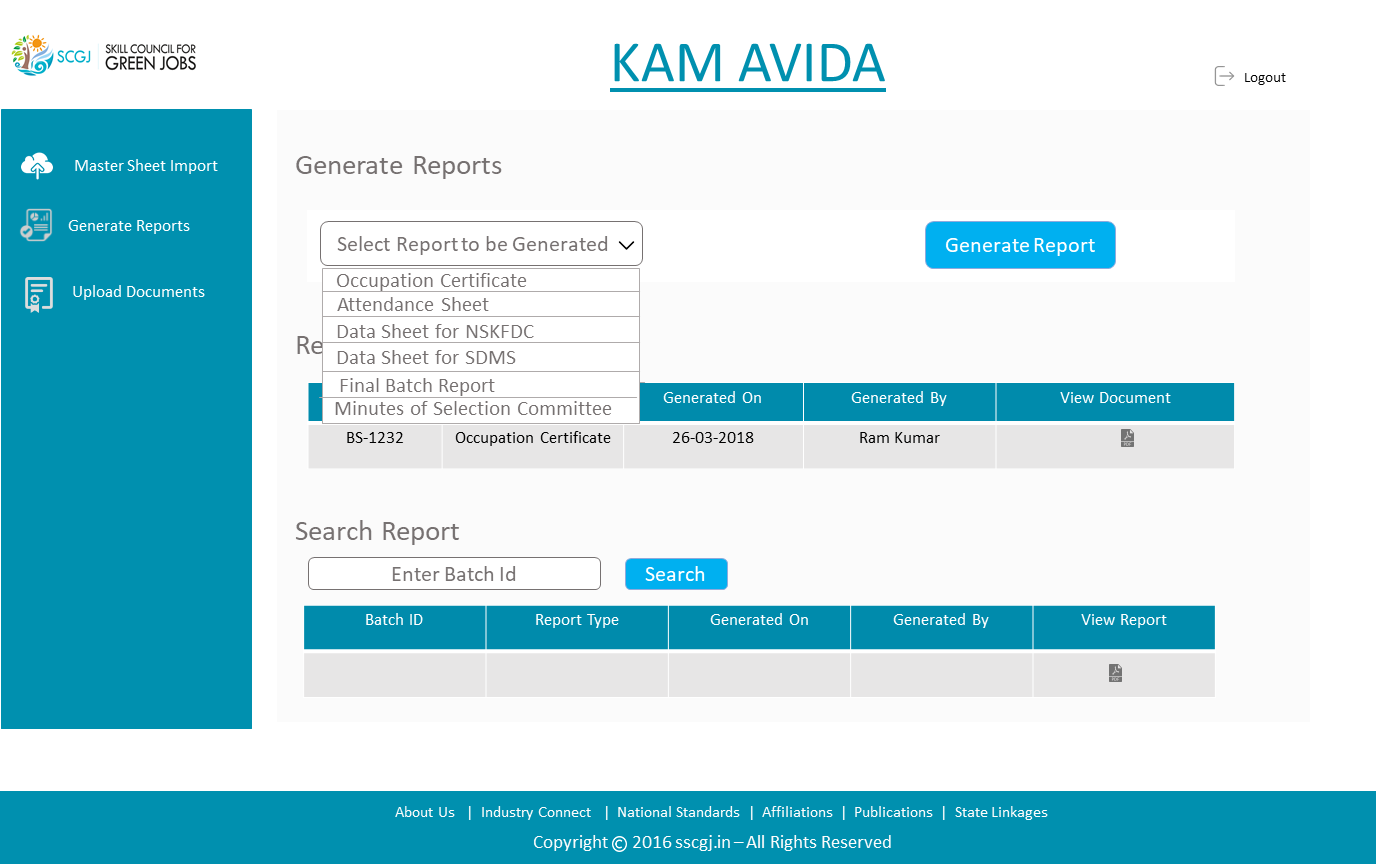 SCGJ
SKILL COUNCIL FOR
GREEN JOBS
KAM AVIDA
Logout
Master Sheet Import
Generate Reports
Upload Documents
Generate Reports
Select Report to be Generated
Generate Report
Occupation Certificate
Attendance Sheet
Data Sheet for NSKFDC
Data Sheet for SDMS
Final Batch Report
Minutes of Selection Committee
Re
Generated On Generated By View Document
BS-1232 Occupation Certificate 26-03-2018 Ram Kumar
PDF
Search Report
Enter Batch Id Search
Batch ID Report Type Generated On Generated By View Report
PDF
About Us | Industry Connect | National Standards | Affiliations | Publications | State Linkages
Copyright © 2016 sscgj.in – All Rights Reserved